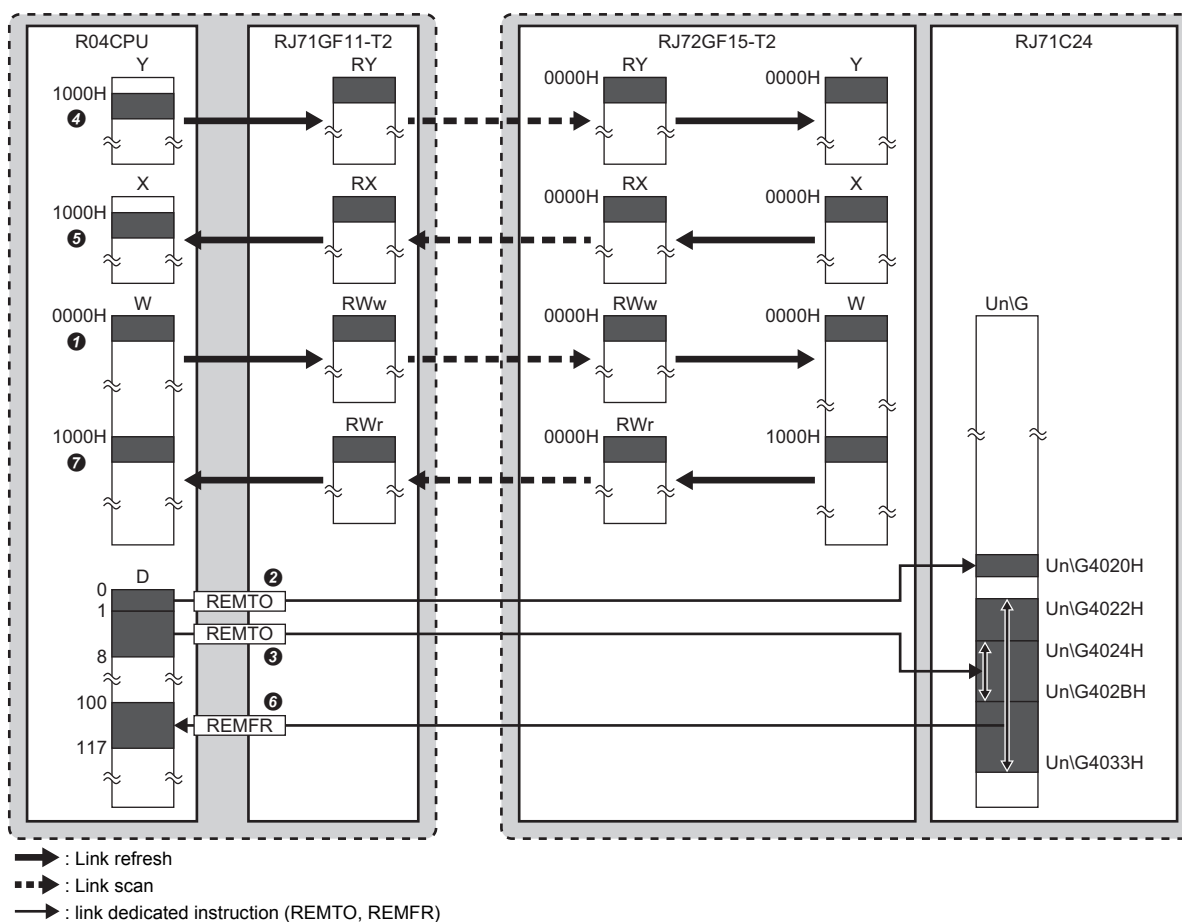 R04CPU RJ71GF11-T2 RJ72GF15-T2 RJ71C24
Y RY RY Y
1000H 0000H 0000H
❹
X RX RX X
1000H 0000H 0000H
❺
W RWw RWw W Un\G
0000H 0000H 0000H
❶
RWr RWr
1000H 0000H 1000H
❼
D
0
❷
REMTO
Un\G4020H
1
REMTO
Un\G4022H
❸
8
Un\G4024H
Un\G402BH
100
❻
REMFR
117
Un\G4033H
: Link refresh
: Link scan
: link dedicated instruction (REMTO, REMFR)